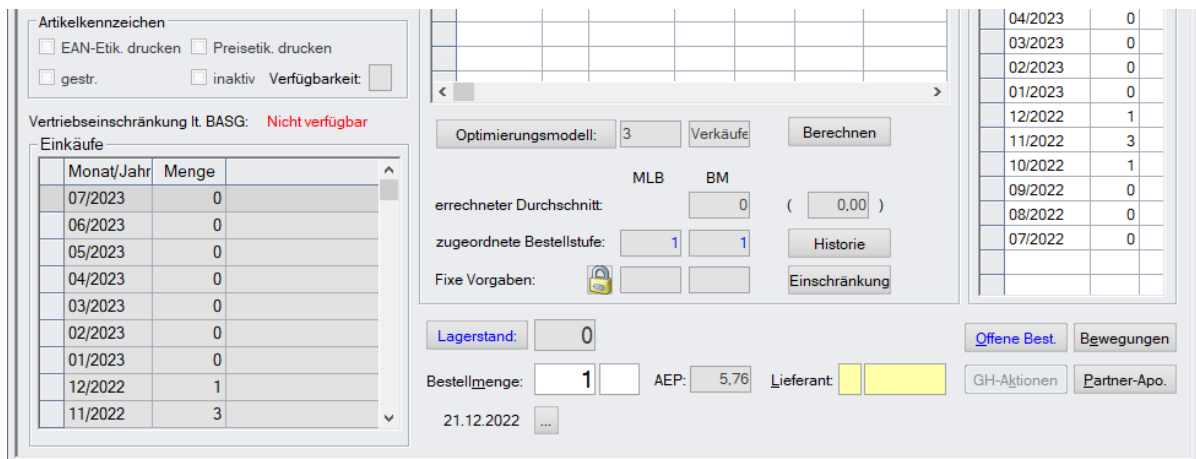 Artikelkennzeichen
EAN-Etik. drucken Preisetik. drucken
gestr. inaktiv Verfügbarkeit:
Vertriebseinschränkung lt. BASG: Nicht verfügbar
Einkäufe
Monat/Jahr Menge
07/2023 0
06/2023 0
05/2023 0
04/2023 0
03/2023 0
02/2023 0
01/2023 0
12/2022 1
11/2022 3
Optimierungsmodell: 3 Verkäufe Berechnen
MLB BM
errechneter Durchschnitt: 0 ( 0,00 )
zugeordnete Bestellstufe: 1 1 Historie
Fixe Vorgaben: Einschränkung
Lagerstand: 0
Bestellmenge: 1 AEP: 5,76 Lieferant:
21.12.2022 ...
04/2023 0
03/2023 0
02/2023 0
01/2023 0
12/2022 1
11/2022 3
10/2022 1
09/2022 0
08/2022 0
07/2022 0
Offene Best. Bewegungen
GH-Aktionen Partner-Apo.